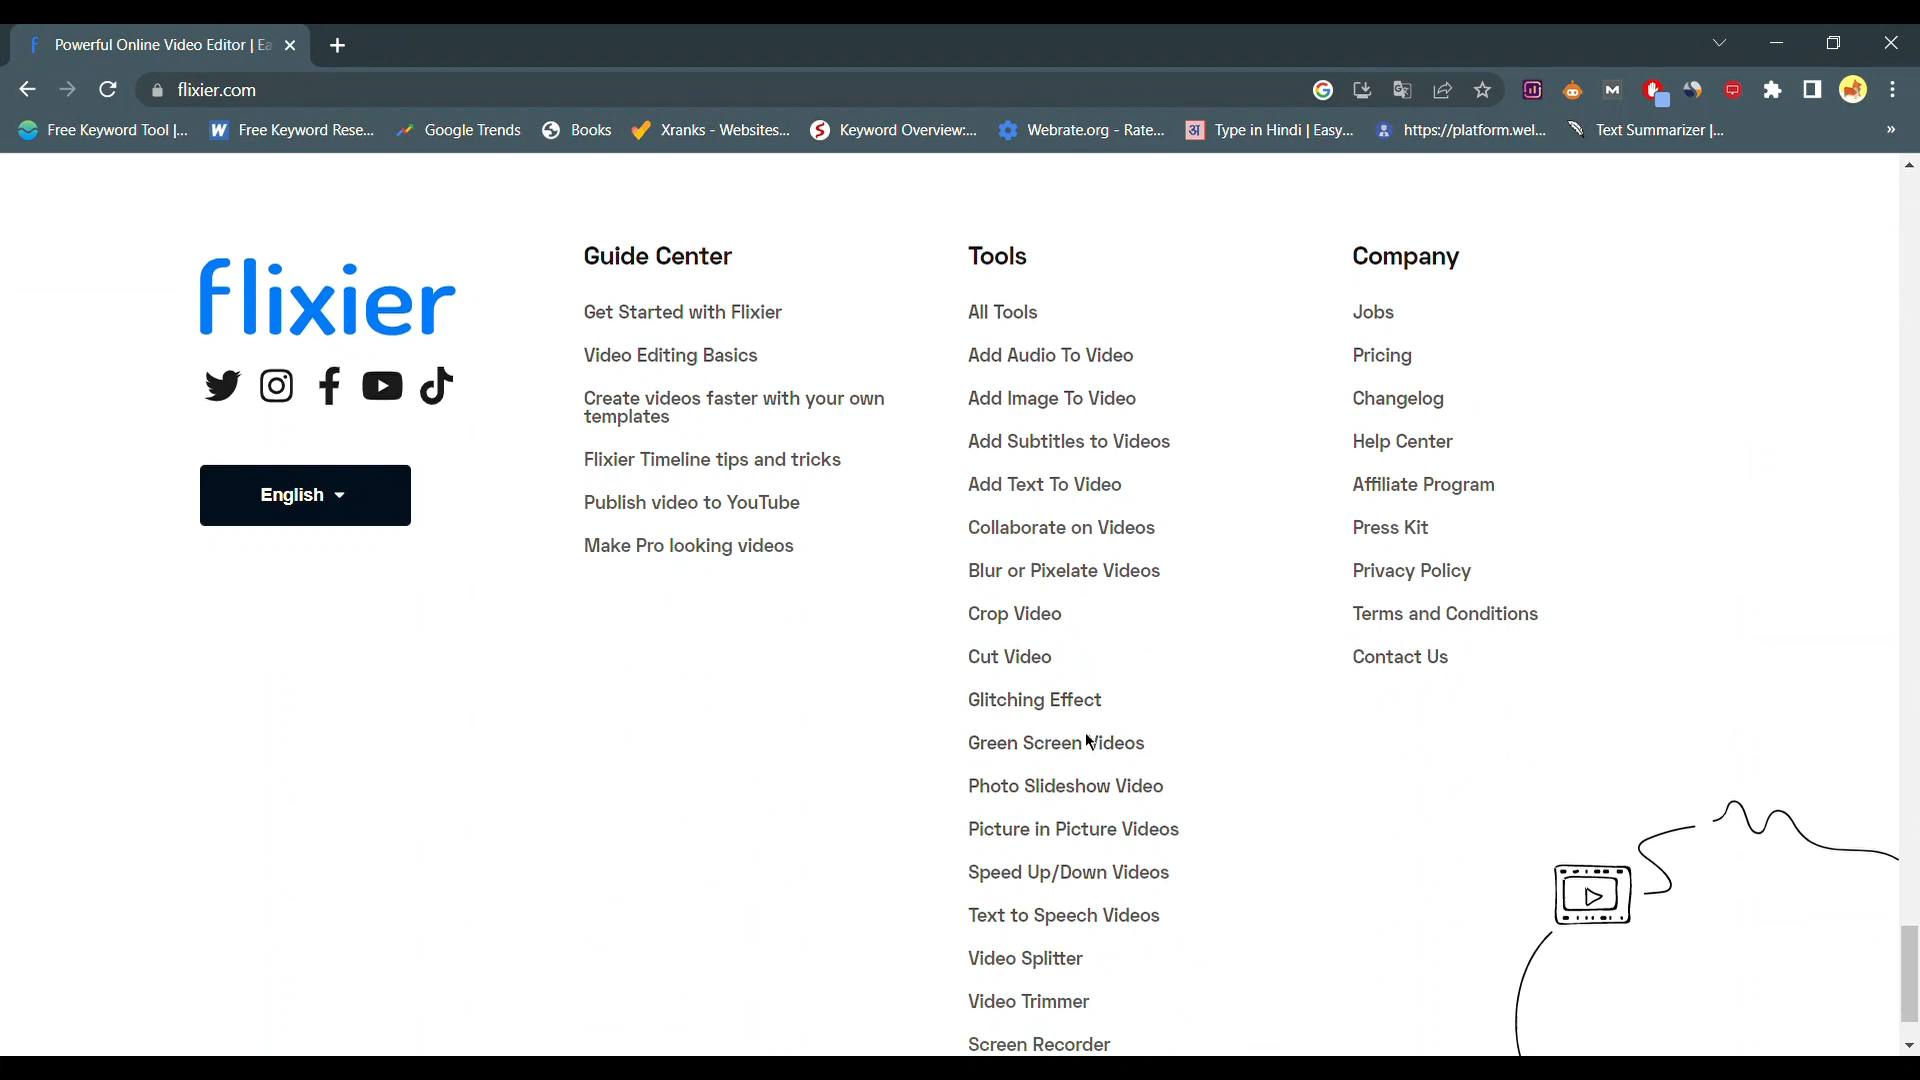 Powerful Online Video Editor | Ea
flixier.com
Free Keyword Tool |...
Free Keyword Rese...
Google Trends
Books
Xranks - Websites...
Keyword Overview:...
Webrate.org - Rate...
Type in Hindi | Easy...
https://platform.wel...
Text Summarizer |...
»
flixier
English
Guide Center
Get Started with Flixier
Video Editing Basics
Create videos faster with your own
templates
Flixier Timeline tips and tricks
Publish video to YouTube
Make Pro looking videos
Tools
All Tools
Add Audio To Video
Add Image To Video
Add Subtitles to Videos
Add Text To Video
Collaborate on Videos
Blur or Pixelate Videos
Crop Video
Cut Video
Glitching Effect
Green Screen Videos
Photo Slideshow Video
Picture in Picture Videos
Speed Up/Down Videos
Text to Speech Videos
Video Splitter
Video Trimmer
Screen Recorder
Company
Jobs
Pricing
Changelog
Help Center
Affiliate Program
Press Kit
Privacy Policy
Terms and Conditions
Contact Us